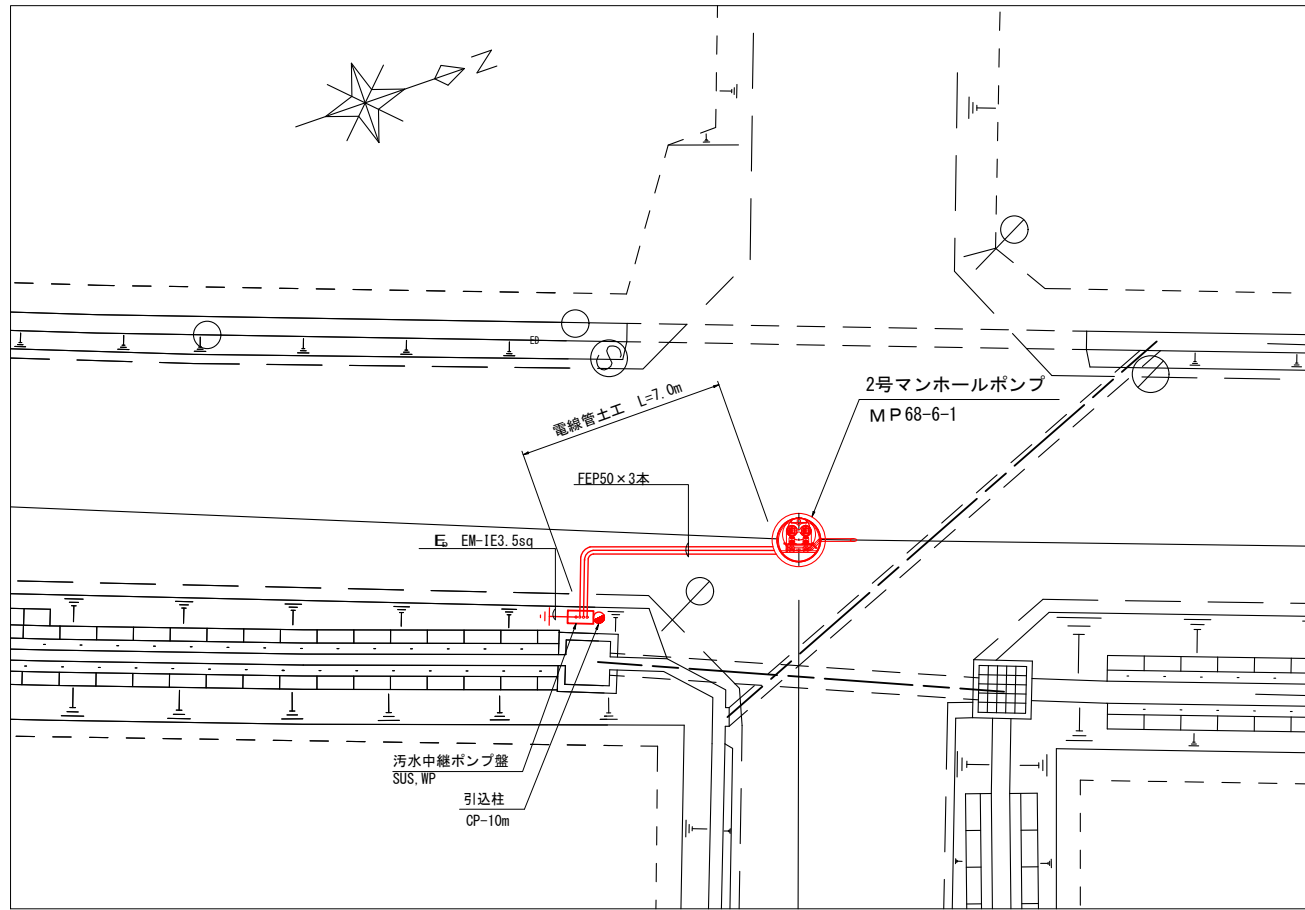 N
ED
S
2号マンホールポンプ
MP68-6-1
電線管土工 L=7.0m
FEP50×3本
ED EM-IE3.5sq
汚水中継ポンプ盤
SUS,WP
引込柱
CP-10m